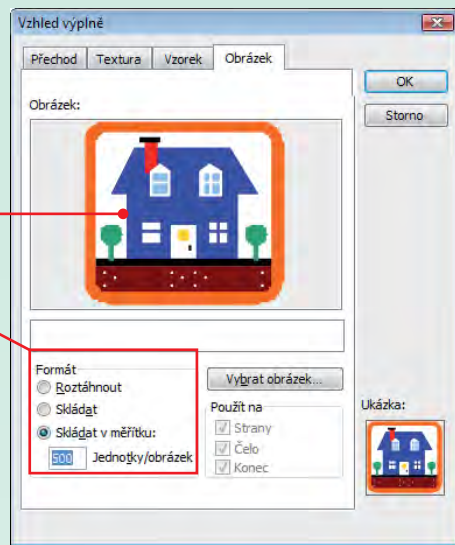 Vzhled výplně
Přechod Textura Vzorek Obrázek
OK
Storno
Obrázek:
Formát
Roztáhnout
Skládat
Skládat v měřítku:
500 Jednotky/obrázek
Vybrat obrázek...
Použít na
Strany
Čelo
Konec
Ukázka: